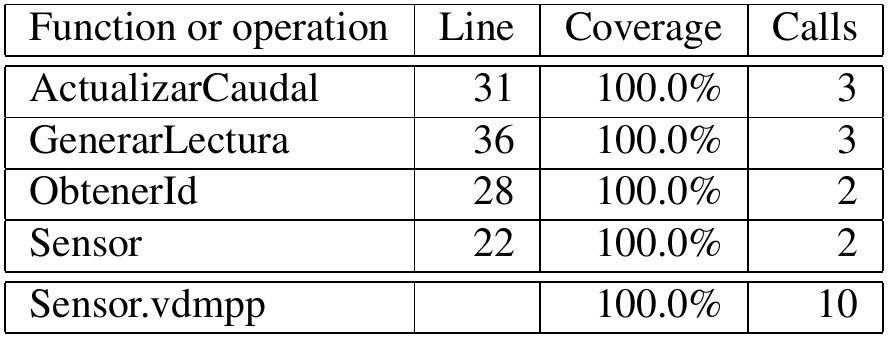 Function or operation Line Coverage Calls
ActualizarCaudal 31 100.0% 3
GenerarLectura 36 100.0% 3
ObtenerId 28 100.0% 2
Sensor 22 100.0% 2
Sensor.vdmpp 100.0% 10